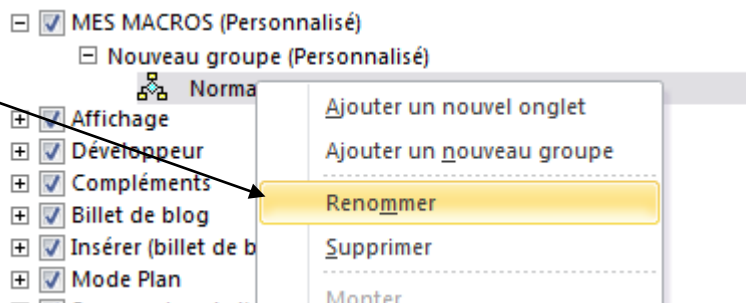 MES MACROS (Personnalisé)
Nouveau groupe (Personnalisé)
Norma
Affichage
Développeur
Compléments
Billet de blog
Insérer (billet de b
Mode Plan
Ajouter un nouvel onglet
Ajouter un nouveau groupe
Renommer
Supprimer
Monter